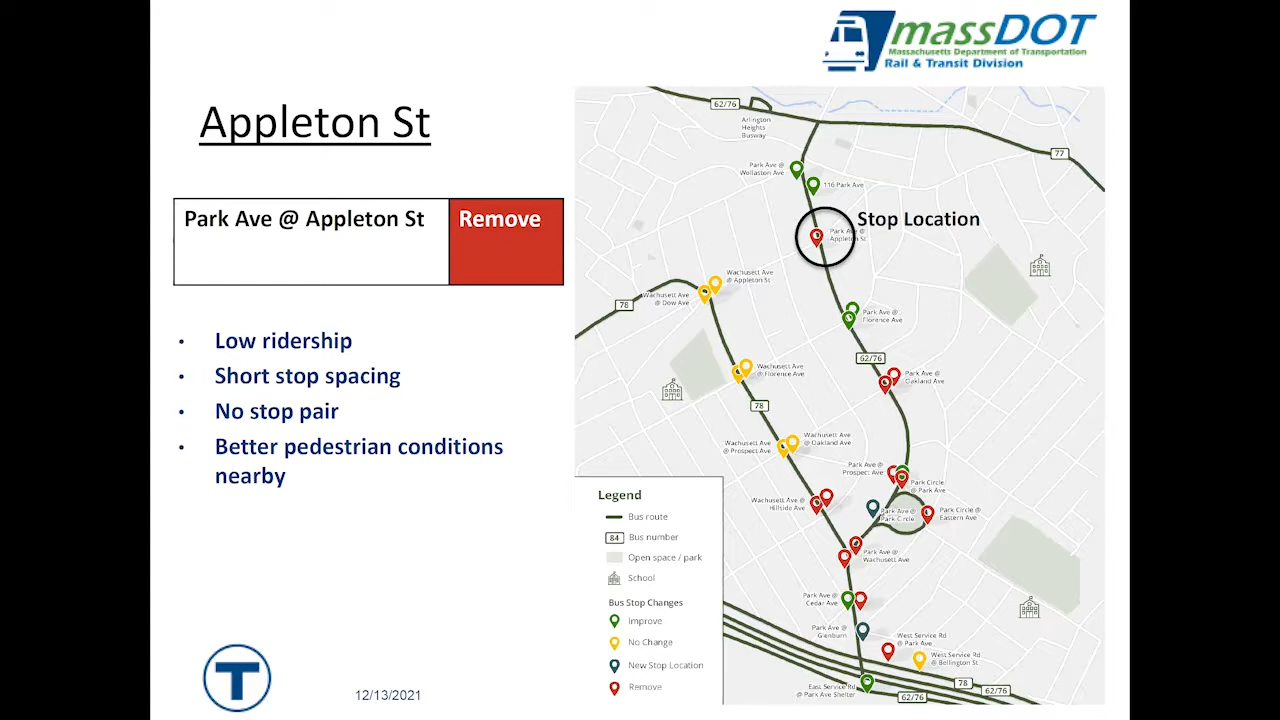 massDOT
Massachusetts Department of Transportation
Rail & Transit Division
Appleton St
Park Ave @ Appleton St
Remove
• Low ridership
• Short stop spacing
• No stop pair
• Better pedestrian conditions
nearby
T
12/13/2021
62/76
Arlington
Heights
Busway
77
Park Ave @
Wollaston Ave
116 Park Ave
Stop Location
Park Ave @
Appleton St
Wachusett Ave
@ Appleton St
Wachusett Ave
@ Dow Ave
78
Park Ave @
Florence Ave
62/76
Wachusett Ave
@ Florence Ave
Park Ave @
Oakland Ave
78
Wachusett Ave
@ Oakland Ave
Wachusett Ave
@ Prospect Ave
Park Ave @
Prospect Ave
Park Circle
@ Park Ave
Wachusett Ave @
Hillside Ave
Park Ave @
Park Circle
Park Circle @
Eastern Ave
Park Ave @
Wachusett Ave
Park Ave @
Cedar Ave
Park Ave @
Glenburn
West Service Rd
@ Park Ave
West Service Rd
@ Bellington St
East Service Rd
@ Park Ave Shelter
78
62/76
62/76
Legend
Bus route
84 Bus number
Open space / park
School
Bus Stop Changes
Improve
No Change
New Stop Location
Remove